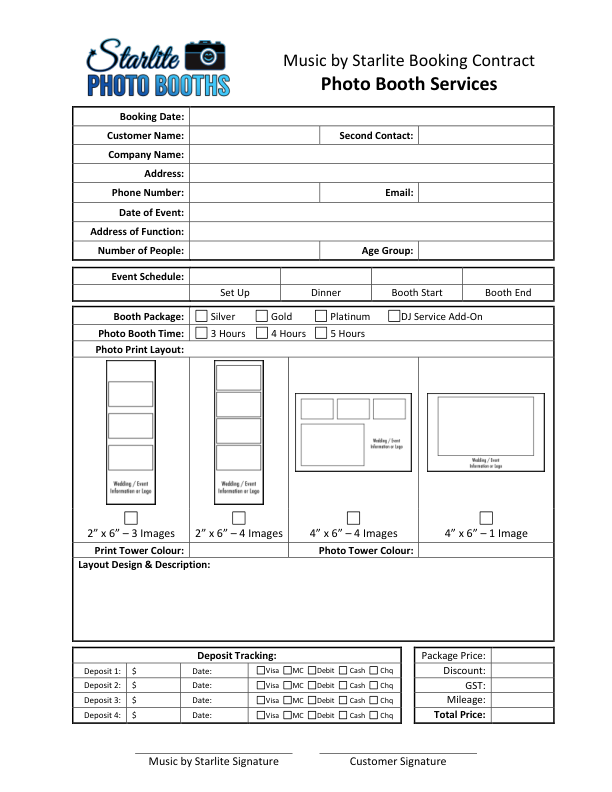 Starlite
PHOTO BOOTHS
Music by Starlite Booking Contract
Photo Booth Services
Booking Date:
Customer Name: Second Contact:
Company Name:
Address:
Phone Number: Email:
Date of Event:
Address of Function:
Number of People: Age Group:
Event Schedule:
Set Up Dinner Booth Start Booth End
Booth Package: Silver Gold Platinum DJ Service Add-On
Photo Booth Time: 3 Hours 4 Hours 5 Hours
Photo Print Layout:
Wedding / Event
Information or Logo
Wedding / Event
Information or Logo
Wedding / Event
Information or Logo
Wedding / Event
Information or Logo
2” x 6” – 3 Images 2” x 6” – 4 Images 4” x 6” – 4 Images 4” x 6” – 1 Image
Print Tower Colour: Photo Tower Colour:
Layout Design & Description:
Deposit Tracking: Package Price:
Deposit 1: $ Date: Visa MC Debit Cash Chq Discount:
Deposit 2: $ Date: Visa MC Debit Cash Chq GST:
Deposit 3: $ Date: Visa MC Debit Cash Chq Mileage:
Deposit 4: $ Date: Visa MC Debit Cash Chq Total Price:
Music by Starlite Signature Customer Signature